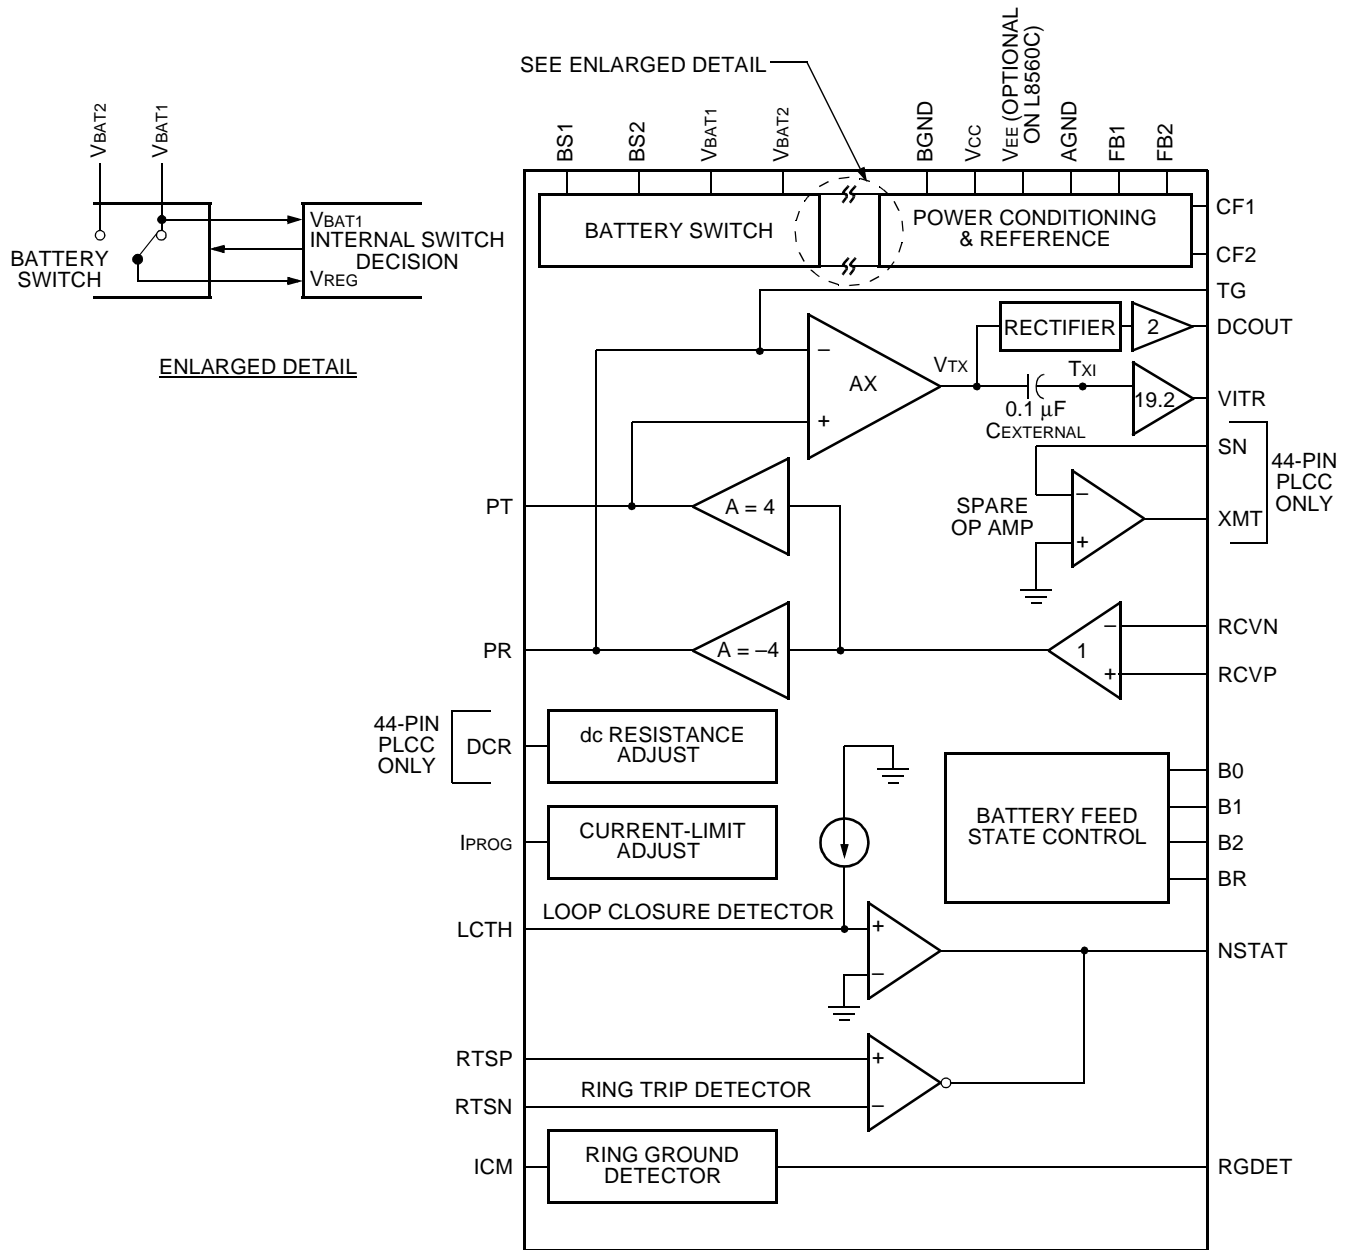 SEE ENLARGED DETAIL
VBAT2
VBAT1
BS1
BS2
VBAT1
VBAT2
BGND
VCC
VEE (OPTIONAL
ON L8560C)
AGND
FB1
FB2
BATTERY
SWITCH
VBAT1
INTERNAL SWITCH
DECISION
VREG
ENLARGED DETAIL
BATTERY SWITCH
POWER CONDITIONING
& REFERENCE
CF1
CF2
TG
RECTIFIER
2
DCOUT
–
AX
+
VTX
TXI
0.1 µF
CEXTERNAL
19.2
VITR
SN
44-PIN
PLCC
ONLY
XMT
SPARE
OP AMP
–
+
PT
A = 4
PR
A = –4
1
–
+
RCVN
RCVP
44-PIN
PLCC
ONLY
DCR
dc RESISTANCE
ADJUST
IPROG
CURRENT-LIMIT
ADJUST
BATTERY FEED
STATE CONTROL
B0
B1
B2
BR
LCTH
LOOP CLOSURE DETECTOR
+
–
NSTAT
RTSP
RTSN
RING TRIP DETECTOR
+
–
ICM
RING GROUND
DETECTOR
RGDET